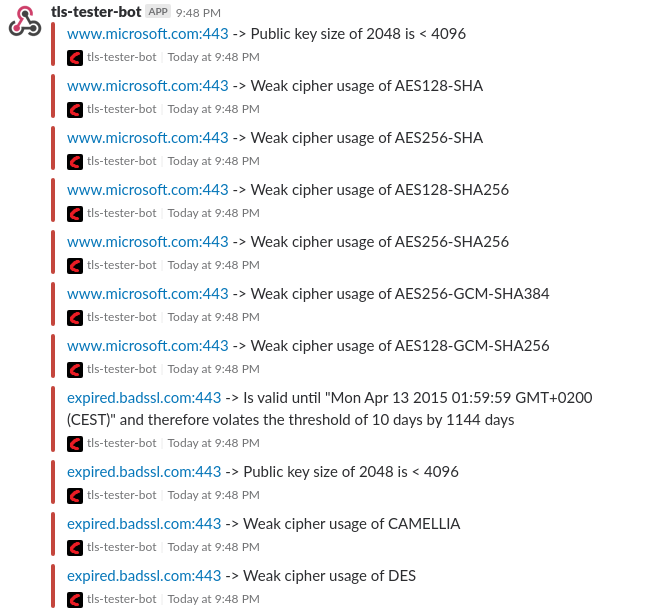 tls-tester-bot APP 9:48 PM
www.microsoft.com:443 -> Public key size of 2048 is < 4096
tls-tester-bot | Today at 9:48 PM
www.microsoft.com:443 -> Weak cipher usage of AES128-SHA
tls-tester-bot | Today at 9:48 PM
www.microsoft.com:443 -> Weak cipher usage of AES256-SHA
tls-tester-bot | Today at 9:48 PM
www.microsoft.com:443 -> Weak cipher usage of AES128-SHA256
tls-tester-bot | Today at 9:48 PM
www.microsoft.com:443 -> Weak cipher usage of AES256-SHA256
tls-tester-bot | Today at 9:48 PM
www.microsoft.com:443 -> Weak cipher usage of AES256-GCM-SHA384
tls-tester-bot | Today at 9:48 PM
www.microsoft.com:443 -> Weak cipher usage of AES128-GCM-SHA256
tls-tester-bot | Today at 9:48 PM
expired.badssl.com:443 -> Is valid until "Mon Apr 13 2015 01:59:59 GMT+0200
(CEST)" and therefore volates the threshold of 10 days by 1144 days
tls-tester-bot | Today at 9:48 PM
expired.badssl.com:443 -> Public key size of 2048 is < 4096
tls-tester-bot | Today at 9:48 PM
expired.badssl.com:443 -> Weak cipher usage of CAMELLIA
tls-tester-bot | Today at 9:48 PM
expired.badssl.com:443 -> Weak cipher usage of DES
tls-tester-bot | Today at 9:48 PM